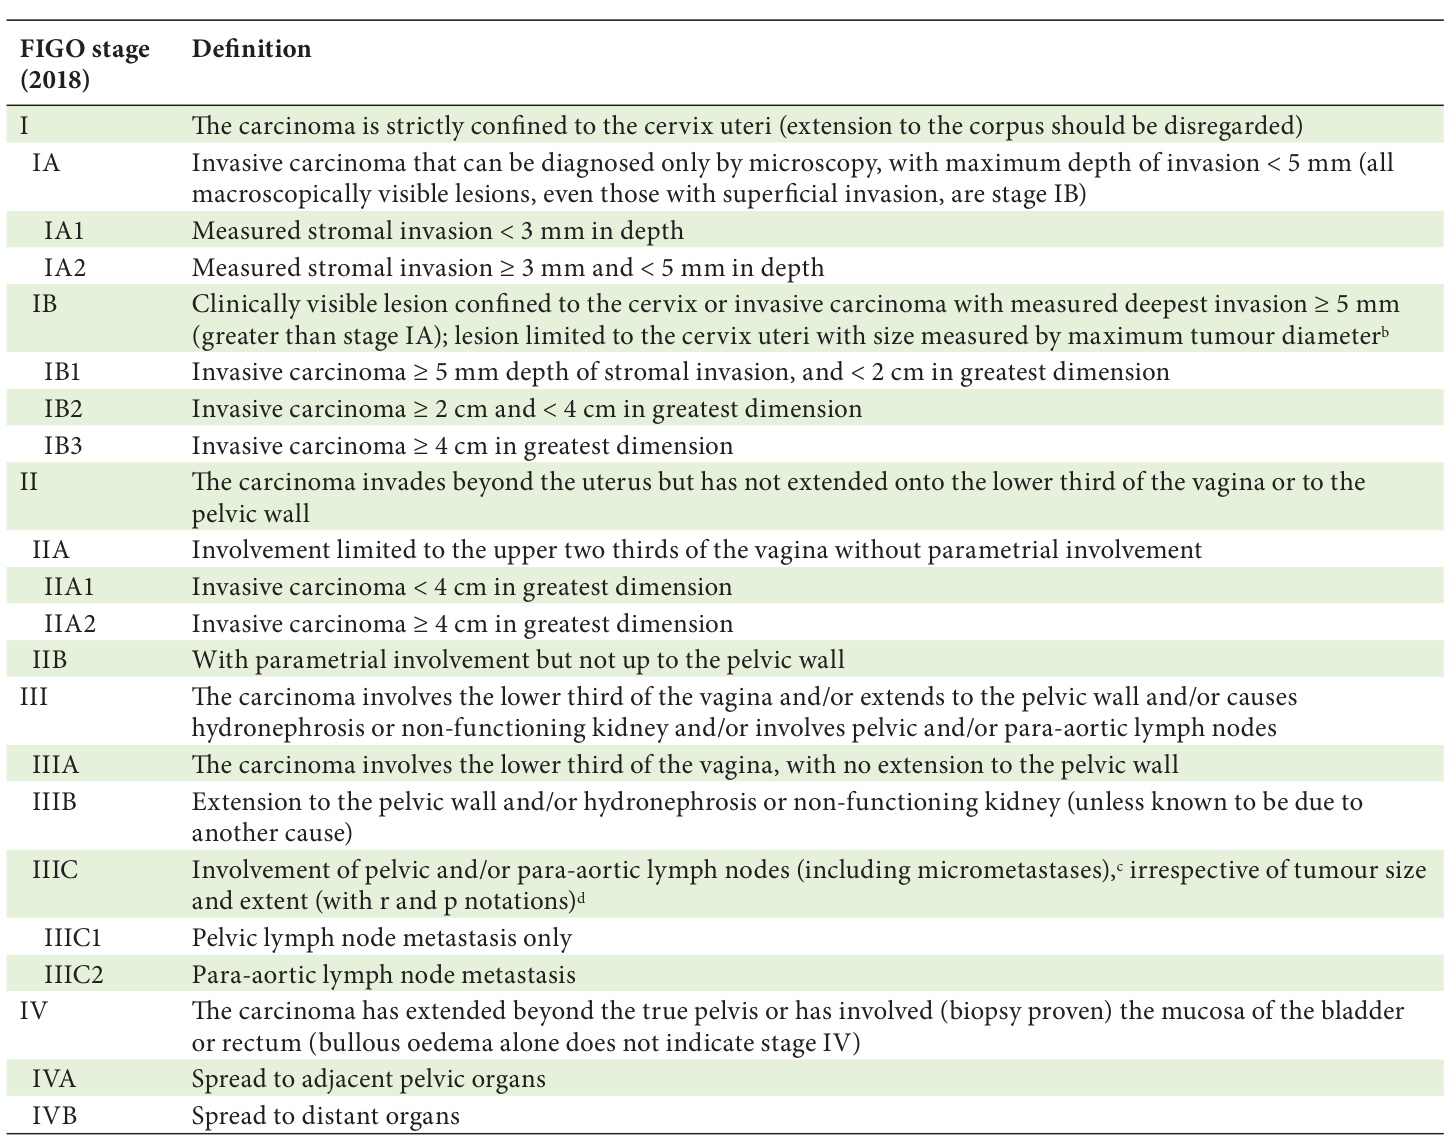 FIGO stage Definition
(2018)
I The carcinoma is strictly confined to the cervix uteri (extension to the corpus should be disregarded)
IA Invasive carcinoma that can be diagnosed only by microscopy, with maximum depth of invasion < 5 mm (all
macroscopically visible lesions, even those with superficial invasion, are stage IB)
IA1 Measured stromal invasion < 3 mm in depth
IA2 Measured stromal invasion ≥ 3 mm and < 5 mm in depth
IB Clinically visible lesion confined to the cervix or invasive carcinoma with measured deepest invasion ≥ 5 mm
(greater than stage IA); lesion limited to the cervix uteri with size measured by maximum tumour diameterᵇ
IB1 Invasive carcinoma ≥ 5 mm depth of stromal invasion, and < 2 cm in greatest dimension
IB2 Invasive carcinoma ≥ 2 cm and < 4 cm in greatest dimension
IB3 Invasive carcinoma ≥ 4 cm in greatest dimension
II The carcinoma invades beyond the uterus but has not extended onto the lower third of the vagina or to the
pelvic wall
IIA Involvement limited to the upper two thirds of the vagina without parametrial involvement
IIA1 Invasive carcinoma < 4 cm in greatest dimension
IIA2 Invasive carcinoma ≥ 4 cm in greatest dimension
IIB With parametrial involvement but not up to the pelvic wall
III The carcinoma involves the lower third of the vagina and/or extends to the pelvic wall and/or causes
hydronephrosis or non-functioning kidney and/or involves pelvic and/or para-aortic lymph nodes
IIIA The carcinoma involves the lower third of the vagina, with no extension to the pelvic wall
IIIB Extension to the pelvic wall and/or hydronephrosis or non-functioning kidney (unless known to be due to
another cause)
IIIC Involvement of pelvic and/or para-aortic lymph nodes (including micrometastases),ᶜ irrespective of tumour size
and extent (with r and p notations)ᵈ
IIIC1 Pelvic lymph node metastasis only
IIIC2 Para-aortic lymph node metastasis
IV The carcinoma has extended beyond the true pelvis or has involved (biopsy proven) the mucosa of the bladder
or rectum (bullous oedema alone does not indicate stage IV)
IVA Spread to adjacent pelvic organs
IVB Spread to distant organs